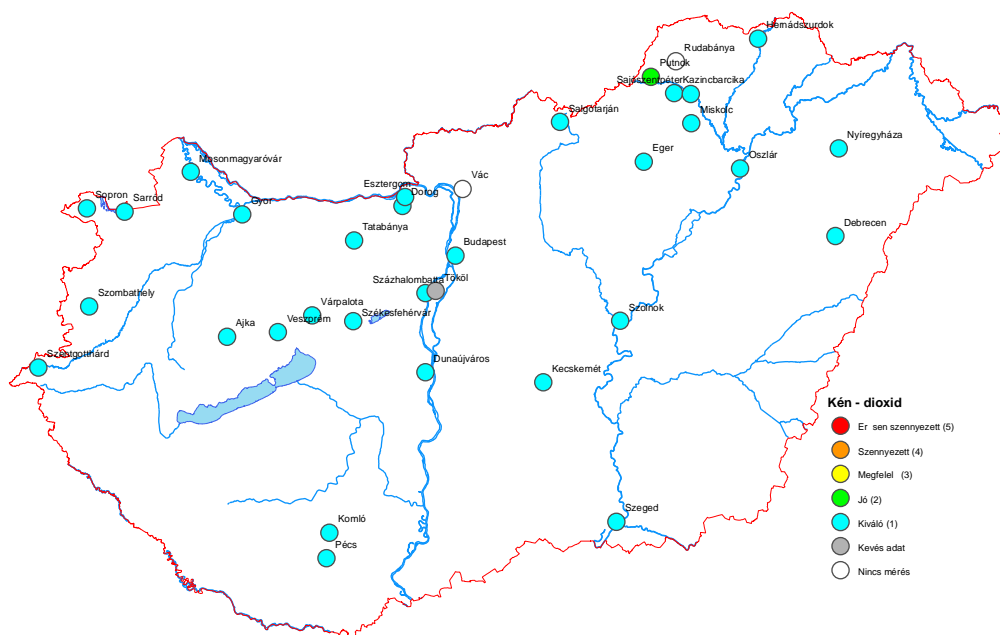 Hernádszurdok
Rudabánya
Putnok
Sajószentpéter
Kazincbarcika
Salgótarján
Miskolc
Nyíregyháza
Eger
Oszlár
Mosonmagyaróvár
Vác
Esztergom
Dorog
Sopron
Sarród
Gyor
Tatabánya
Budapest
Debrecen
Százhalombatta
Tököl
Szombathely
Várpalota
Székesfehérvár
Veszprém
Ajka
Szolnok
Szentgotthárd
Dunaújváros
Kecskemét
Szeged
Komló
Pécs
Kén - dioxid
Er sen szennyezett (5)
Szennyezett (4)
Megfelel (3)
Jó (2)
Kiváló (1)
Kevés adat
Nincs mérés